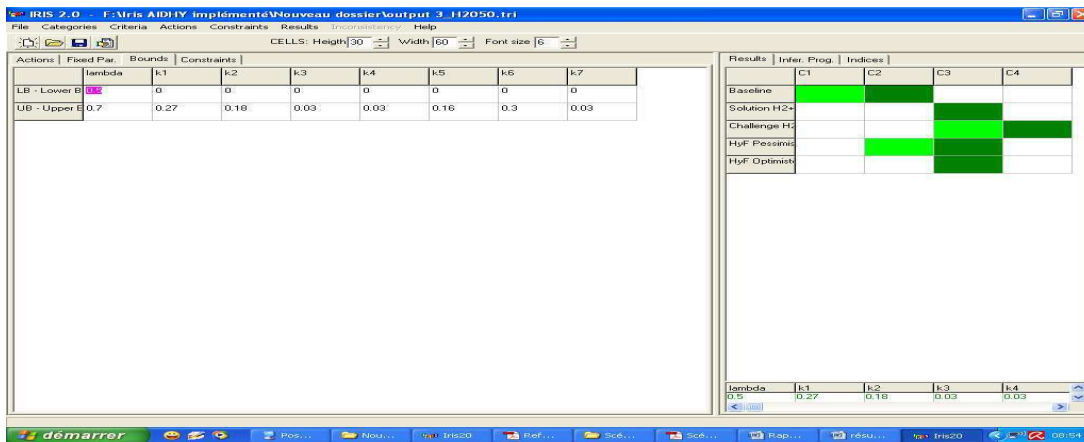 IRIS 2.0 - F:\Iris AIDHY implémenté\Nouveau dossier\output 3_H2050.tri
File Categories Criteria Actions Constraints Results Inconsistency Help
CELLS: Heigth 30 Width 60 Font size 6
Actions Fixed Par. Bounds Constraints
Results Infer. Prog. Indices
lambda k1 k2 k3 k4 k5 k6 k7
LB - Lower B 0.5 0 0 0 0 0 0 0
UB - Upper B 0.7 0.27 0.18 0.03 0.03 0.16 0.3 0.03
C1 C2 C3 C4
Baseline
Solution H2+
Challenge H2
HyF Pessimis
HyF Optimist
lambda k1 k2 k3 k4
0.5 0.27 0.18 0.03 0.03
démarrer Pos... Nou... Iris20 Ref... Scé... Scé... Rap... résu... Iris20 08:54